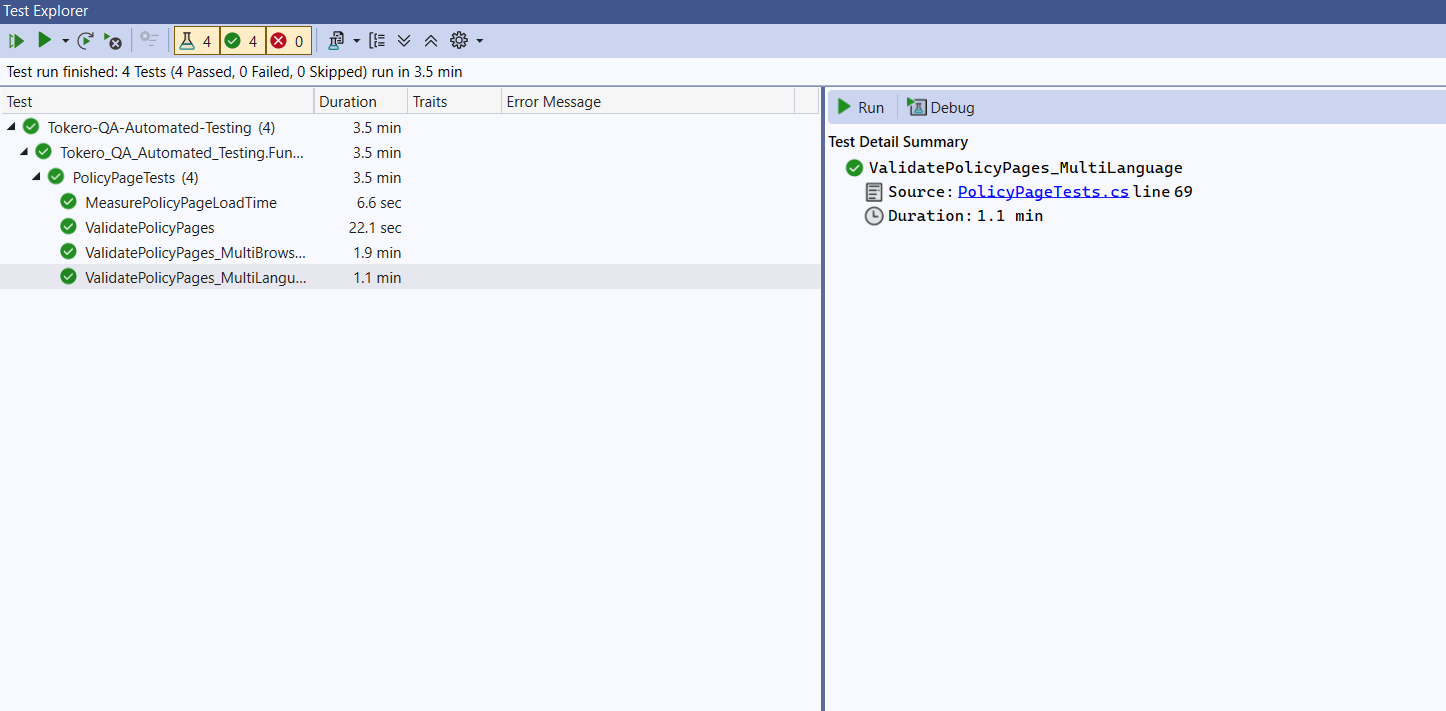 Test Explorer
4 4 0
Test run finished: 4 Tests (4 Passed, 0 Failed, 0 Skipped) run in 3.5 min
Test Duration Traits Error Message
Tokero-QA-Automated-Testing (4) 3.5 min
Tokero_QA_Automated_Testing.Fun... 3.5 min
PolicyPageTests (4) 3.5 min
MeasurePolicyPageLoadTime 6.6 sec
ValidatePolicyPages 22.1 sec
ValidatePolicyPages_MultiBrows... 1.9 min
ValidatePolicyPages_MultiLangu... 1.1 min
Run Debug
Test Detail Summary
ValidatePolicyPages_MultiLanguage
Source: PolicyPageTests.cs line 69
Duration: 1.1 min